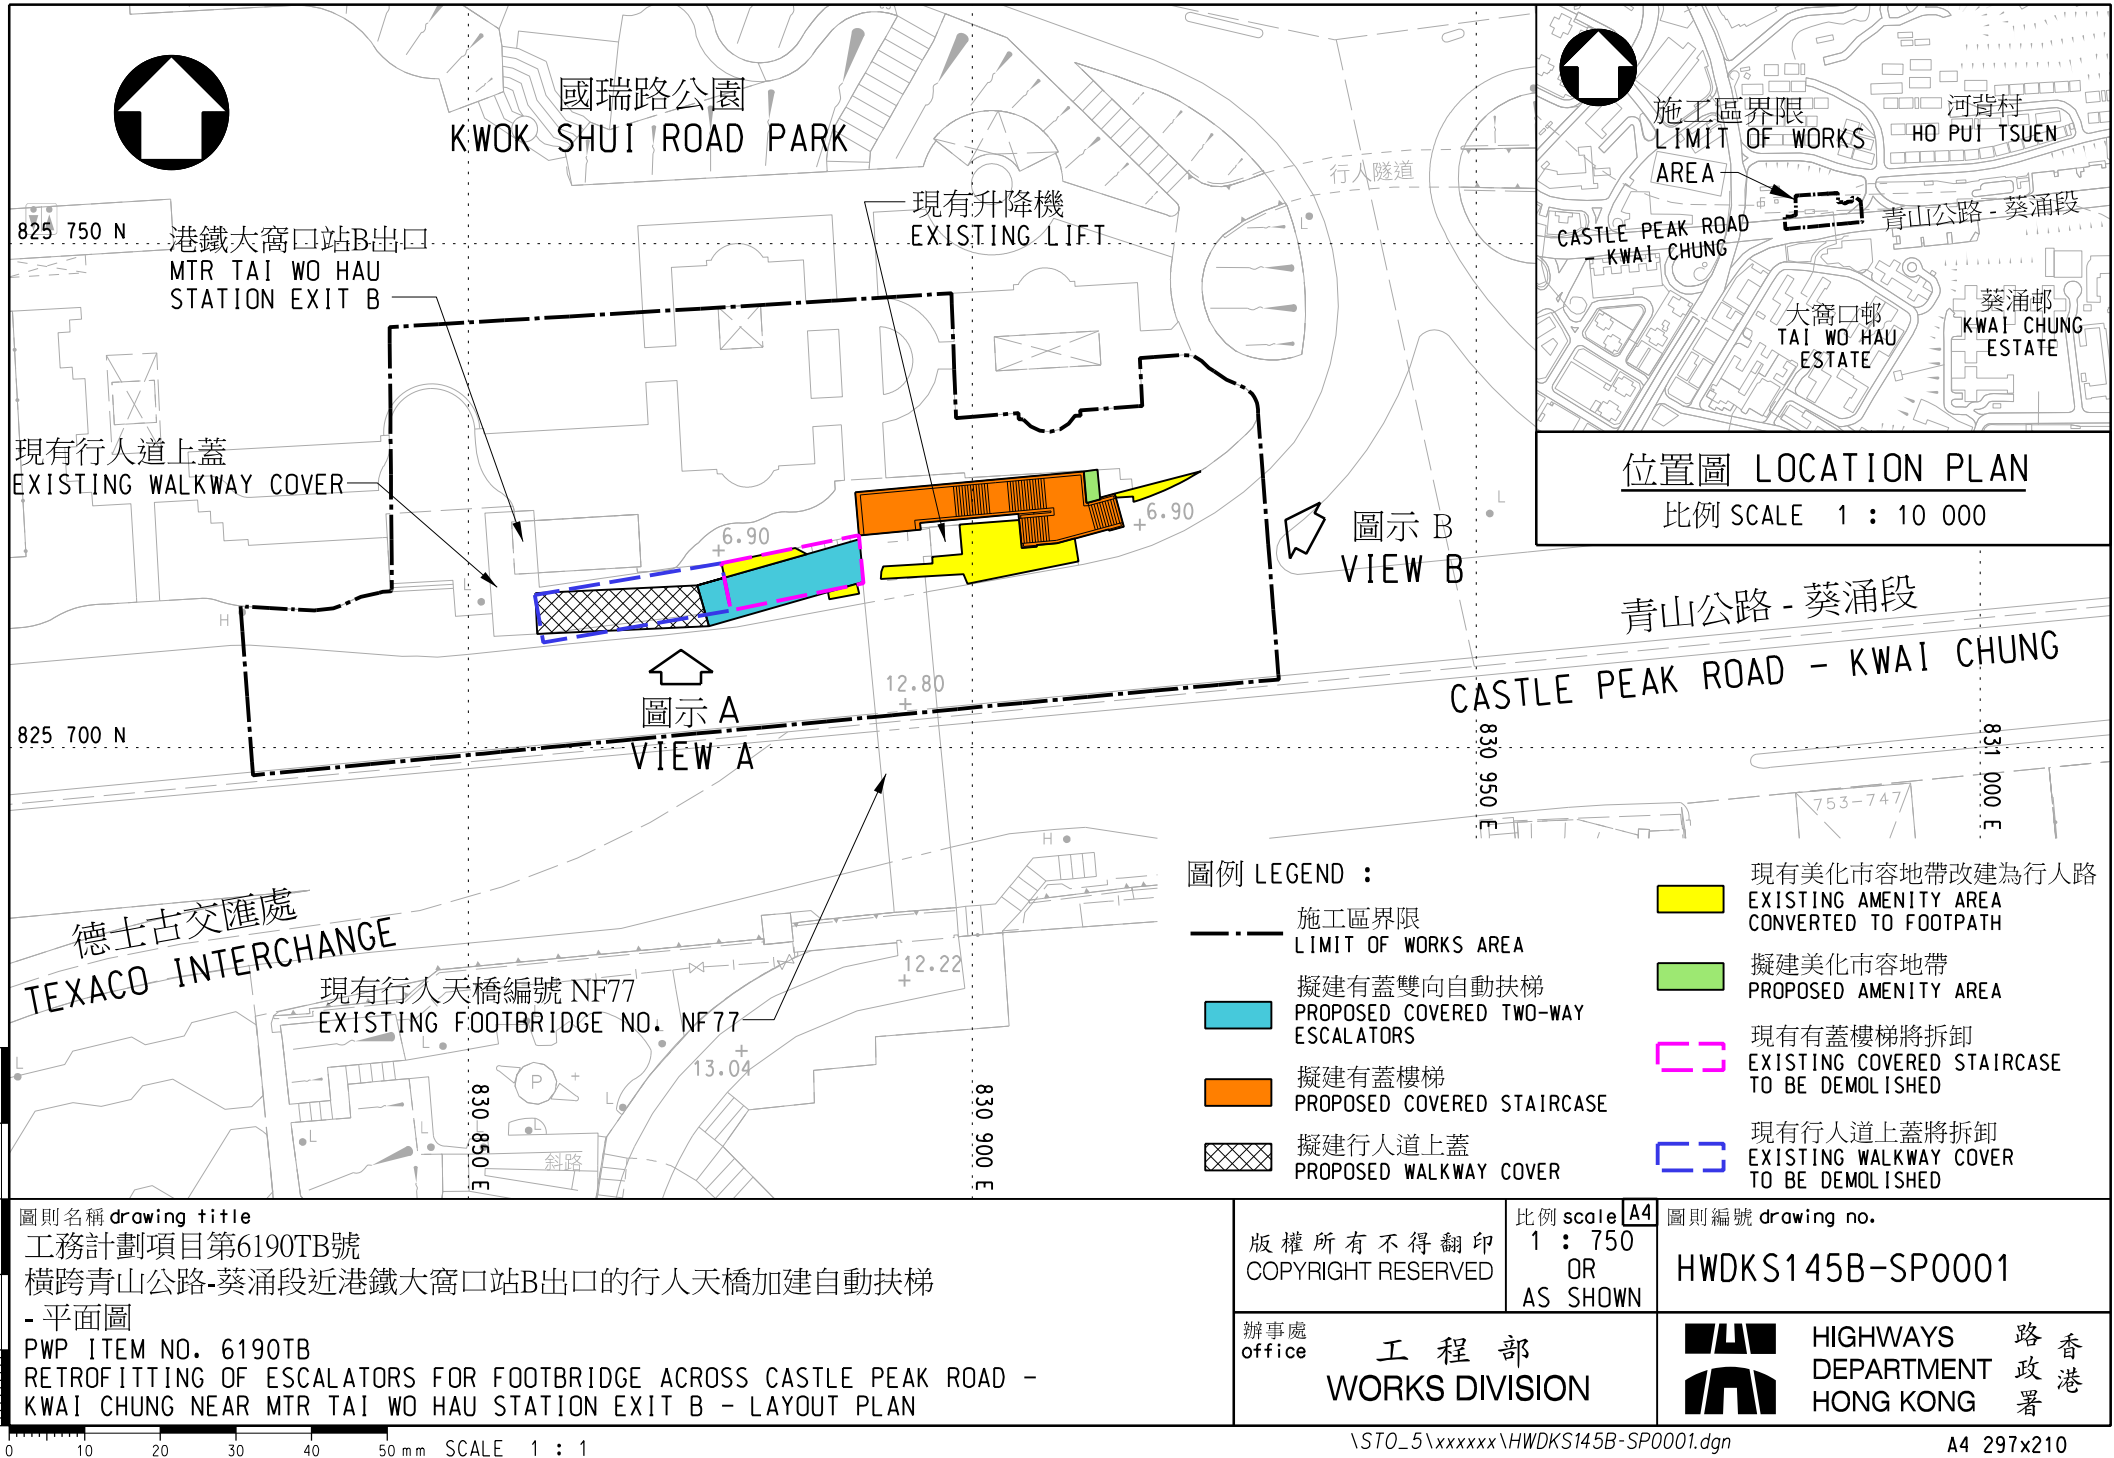 國瑞路公園
KWOK SHUI ROAD PARK
825 750 N
港鐵大窩口站B出口
MTR TAI WO HAU
STATION EXIT B
現有升降機
EXISTING LIFT
行人隧道
L
現有行人道上蓋
EXISTING WALKWAY COVER
6.90
6.90
L
H
圖示 A
VIEW A
圖示 B
VIEW B
12.80
825 700 N
青山公路 - 葵涌段
CASTLE PEAK ROAD - KWAI CHUNG
L
830 950 E
831 000 E
753-747
德士古交匯處
TEXACO INTERCHANGE
H
12.22
現有行人天橋編號 NF77
EXISTING FOOTBRIDGE NO. NF77
13.04
P
L
L
L
L
L
L
斜路
830 850 E
830 900 E
施工區界限
LIMIT OF WORKS
AREA
河背村
HO PUI TSUEN
CASTLE PEAK ROAD
- KWAI CHUNG
青山公路 - 葵涌段
大窩口邨
TAI WO HAU
ESTATE
葵涌邨
KWAI CHUNG
ESTATE
位置圖 LOCATION PLAN
比例 SCALE 1 : 10 000
圖例 LEGEND :
施工區界限
LIMIT OF WORKS AREA
擬建有蓋雙向自動扶梯
PROPOSED COVERED TWO-WAY
ESCALATORS
擬建有蓋樓梯
PROPOSED COVERED STAIRCASE
擬建行人道上蓋
PROPOSED WALKWAY COVER
現有美化市容地帶改建為行人路
EXISTING AMENITY AREA
CONVERTED TO FOOTPATH
擬建美化市容地帶
PROPOSED AMENITY AREA
現有有蓋樓梯將拆卸
EXISTING COVERED STAIRCASE
TO BE DEMOLISHED
現有行人道上蓋將拆卸
EXISTING WALKWAY COVER
TO BE DEMOLISHED
圖則名稱 drawing title
工務計劃項目第6190TB號
橫跨青山公路-葵涌段近港鐵大窩口站B出口的行人天橋加建自動扶梯
- 平面圖
PWP ITEM NO. 6190TB
RETROFITTING OF ESCALATORS FOR FOOTBRIDGE ACROSS CASTLE PEAK ROAD -
KWAI CHUNG NEAR MTR TAI WO HAU STATION EXIT B - LAYOUT PLAN
版權所有不得翻印
COPYRIGHT RESERVED
比例 scale A4
1 : 750
OR
AS SHOWN
圖則編號 drawing no.
HWDKS145B-SP0001
辦事處
office
工程部
WORKS DIVISION
HIGHWAYS
DEPARTMENT
HONG KONG
香港
路政署
0 10 20 30 40 50 mm SCALE 1 : 1
\STO_5\xxxxxx\HWDKS145B-SP0001.dgn
A4 297x210